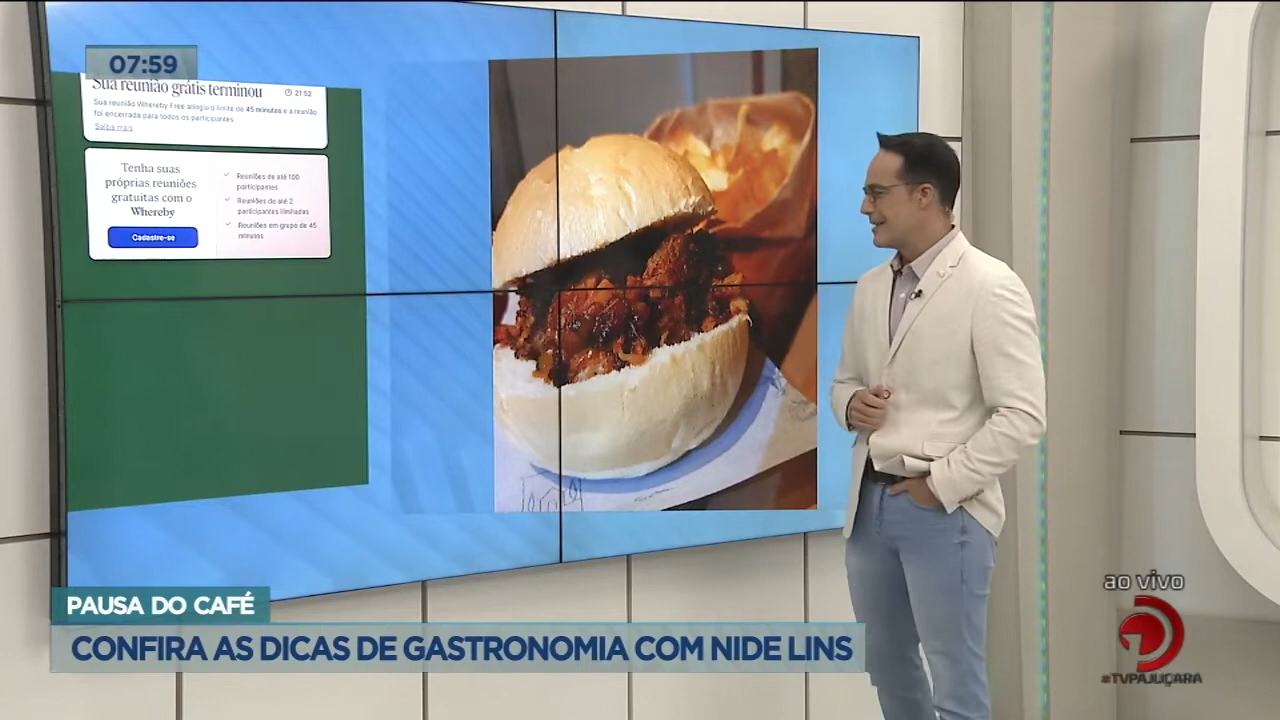 07:59
Sua reunião grátis terminou
21:52
Sua reunião Whereby Free atingiu o limite de 45 minutos e a reunião
foi encerrada para todos os participantes
Saiba mais
Tenha suas
próprias reuniões
gratuitas com o
Whereby
Cadastre-se
Reuniões de até 100
participantes
Reuniões de até 2
participantes ilimitadas
Reuniões em grupo de 45
minutos
PAUSA DO CAFÉ
CONFIRA AS DICAS DE GASTRONOMIA COM NIDE LINS
ao vivo
#TVPAJUÇARA